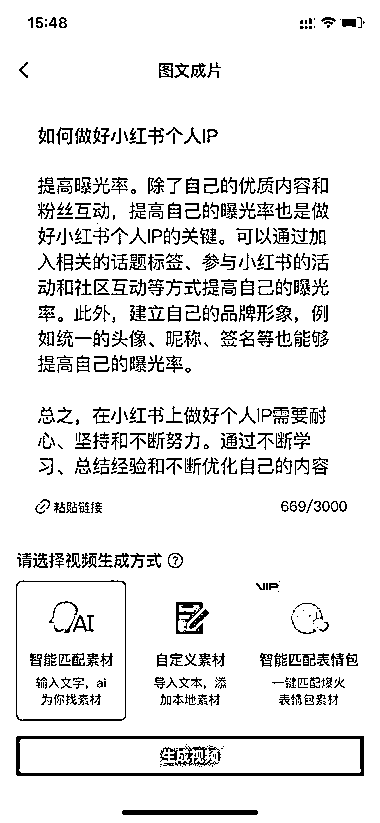 15:48
图文成片
如何做好小红书个人IP
提高曝光率。除了自己的优质内容和
粉丝互动，提高自己的曝光率也是做
好小红书个人IP的关键。可以通过加
入相关的话题标签、参与小红书的活
动和社区互动等方式提高自己的曝光
率。此外，建立自己的品牌形象，例
如统一的头像、昵称、签名等也能够
提高自己的曝光率。
总之，在小红书上做好个人IP需要耐
心、坚持和不断努力。通过不断学
习、总结经验和不断优化自己的内容
粘贴链接 669/3000
请选择视频生成方式 ?
VIP
AI
智能匹配素材 自定义素材 智能匹配表情包
输入文字，ai 导入文本，添 一键匹配爆火
为你找素材 加本地素材 表情包素材
生成视频